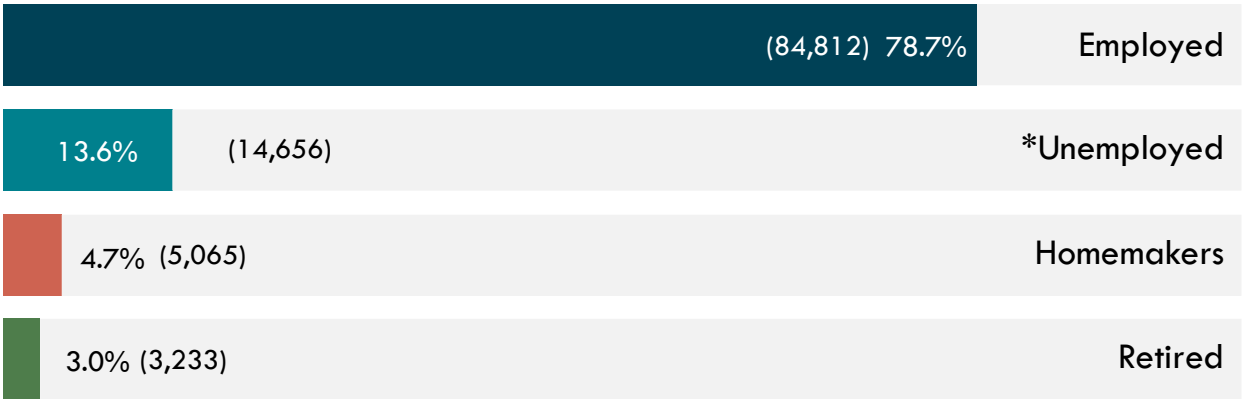 (84,812) 78.7% Employed
13.6% (14,656) *Unemployed
4.7% (5,065) Homemakers
3.0% (3,233) Retired